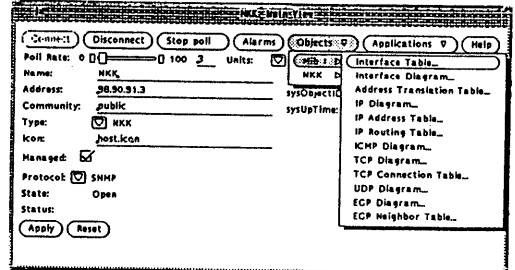 NKK: MainView
Connect Disconnect Stop poll Alarms Objects Applications Help
Poll Rate: 0 100 3 Units:
Name: NKK
Address: 98.90.91.3
Community: public
Type: NKK
Icon: host.icon
Managed:
Protocol: SNMP
State: Open
Status:
Apply Reset
sysObjectID
sysUpTime:
Mib
NKK
Interface Table...
Interface Diagram...
Address Translation Table...
IP Diagram...
IP Address Table...
IP Routing Table...
ICMP Diagram...
TCP Diagram...
TCP Connection Table...
UDP Diagram...
EGP Diagram...
EGP Neighbor Table...